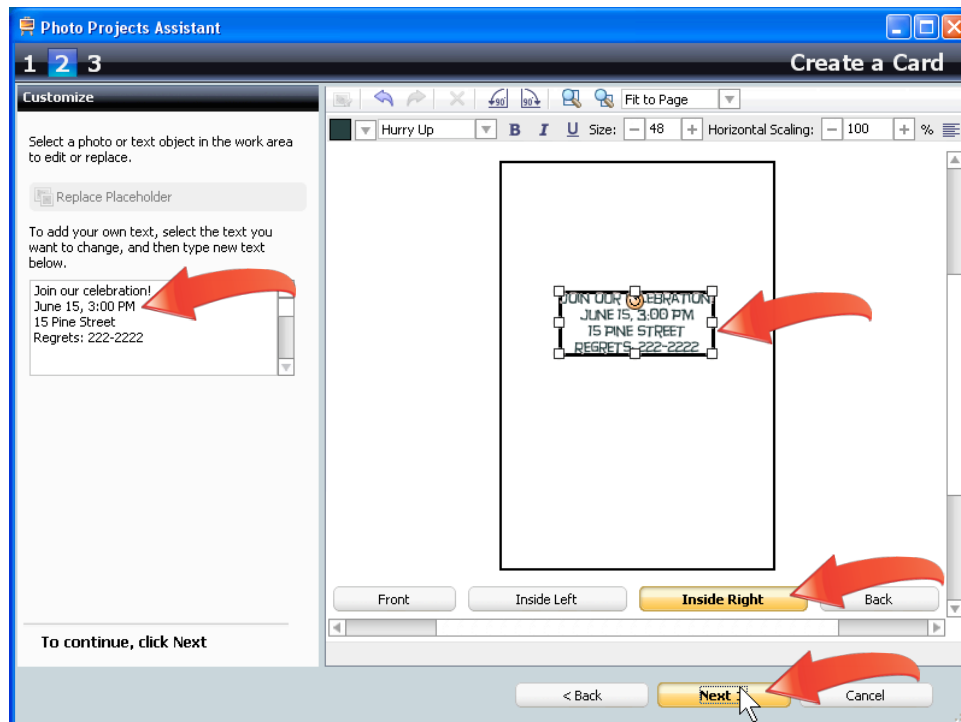 Photo Projects Assistant
1 2 3
Create a Card
Customize
Select a photo or text object in the work area
to edit or replace.
Replace Placeholder
To add your own text, select the text you
want to change, and then type new text
below.
Join our celebration!
June 15, 3:00 PM
15 Pine Street
Regrets: 222-2222
To continue, click Next
90 90 Fit to Page
Hurry Up B I U Size: 48 Horizontal Scaling: 100 %
JOIN OUR
JUNE 15, 3:00 PM
15 PINE STREET
REGRETS: 222-2222
Front Inside Left Inside Right Back
< Back Next Cancel